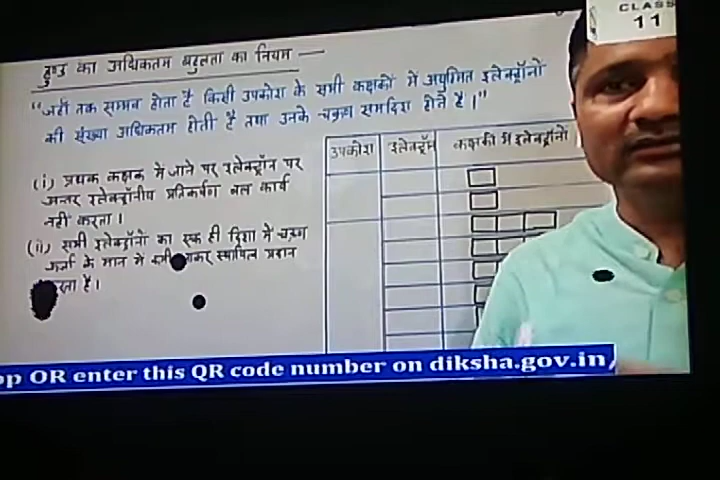 CLASS
11
हुण्ड का अधिकतम बहुलता का नियम —
"जहाँ तक सम्भव होता है किसी उपकोश के सभी कक्षकों में अयुग्मित इलेक्ट्रॉनों
की संख्या अधिकतम होती है तथा उनके चक्रण समदिश होते है।"
(i) प्रथक कक्षक में जाने पर इलेक्ट्रॉन पर
अन्तर इलेक्ट्रॉनीय प्रतिकर्षण बल कार्य
नहीं करता।
(ii) सभी इलेक्ट्रॉनों का एक ही दिशा में चक्रण
ऊर्जा के मान में स्थायित्व प्रदान
है।
उपकोश इलेक्ट्रॉन कक्षकों में इलेक्ट्रॉनों
pp OR enter this QR code number on diksha.gov.in/